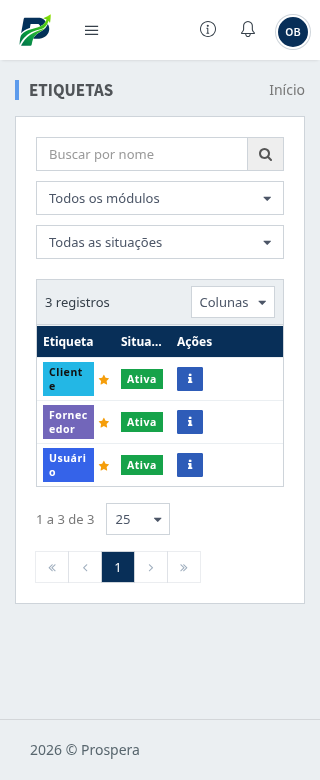 OB
ETIQUETAS
Início
Buscar por nome
Todos os módulos
Todas as situações
3 registros
Colunas
Etiqueta Situa... Ações
Client
e
Ativa
Fornec
edor
Ativa
Usuári
o
Ativa
1 a 3 de 3
25
« ‹ 1 › »
2026 © Prospera